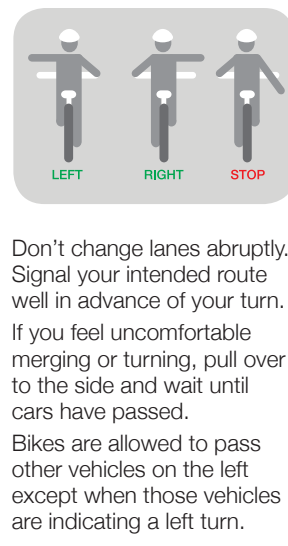 LEFT RIGHT STOP
Don't change lanes abruptly.
Signal your intended route
well in advance of your turn.
If you feel uncomfortable
merging or turning, pull over
to the side and wait until
cars have passed.
Bikes are allowed to pass
other vehicles on the left
except when those vehicles
are indicating a left turn.